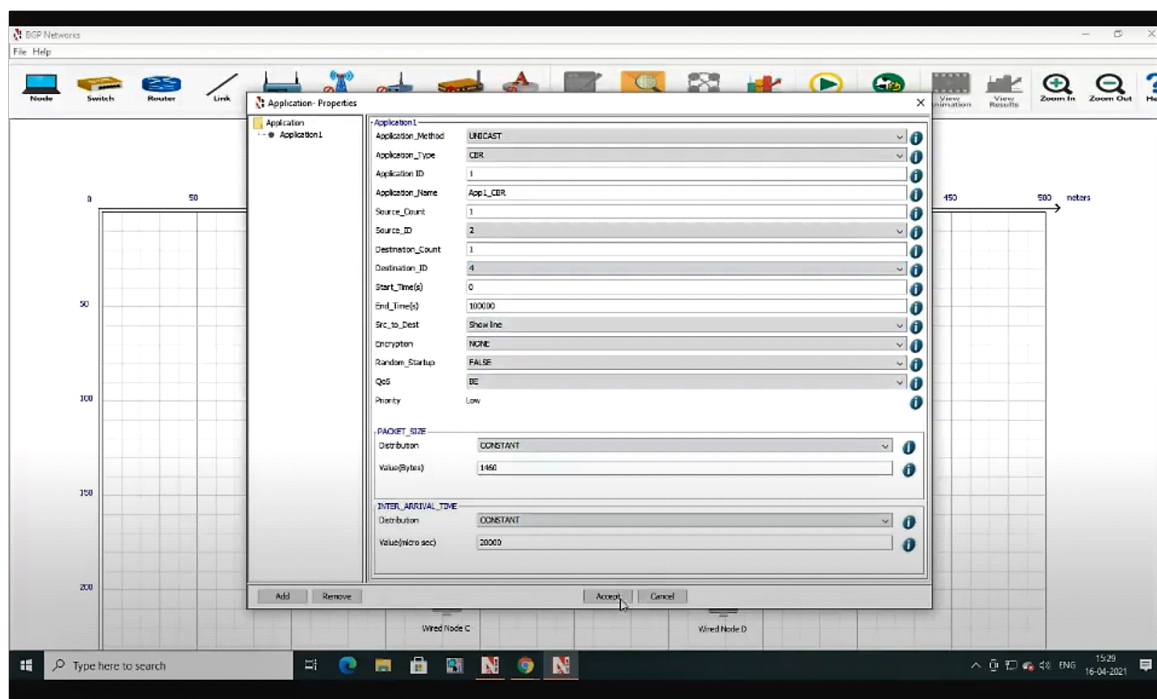 BGP Networks
File Help
Node Switch Router Link View Results Zoom In Zoom Out
Application- Properties
Application
Application1
Application1
Application_Method UNICAST
Application_Type CBR
Application ID 1
Application_Name App1_CBR
Source_Count 1
Source_ID 2
Destination_Count 1
Destination_ID 4
Start_Time(s) 0
End_Time(s) 100000
Src_to_Dest Show line
Encryption NONE
Random_Startup FALSE
QoS BE
Priority Low
PACKET_SIZE
Distribution CONSTANT
Value(Bytes) 1460
INTER_ARRIVAL_TIME
Distribution CONSTANT
Value(micro sec) 20000
Add Remove Accept Cancel
0 50 450 500 meters
50
100
150
200
Wired Node C Wired Node D
Type here to search
ENG
15:29
16-04-2021